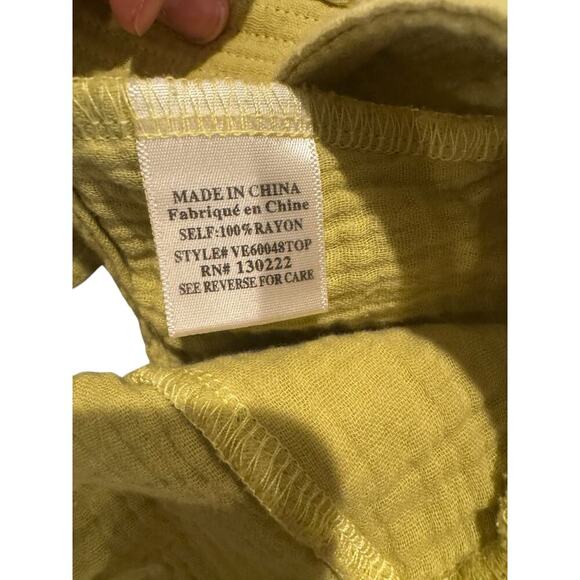 MADE IN CHINA
Fabriqué en Chine
SELF:100%RAYON
STYLE# VE60048TOP
RN# 130222
SEE REVERSE FOR CARE